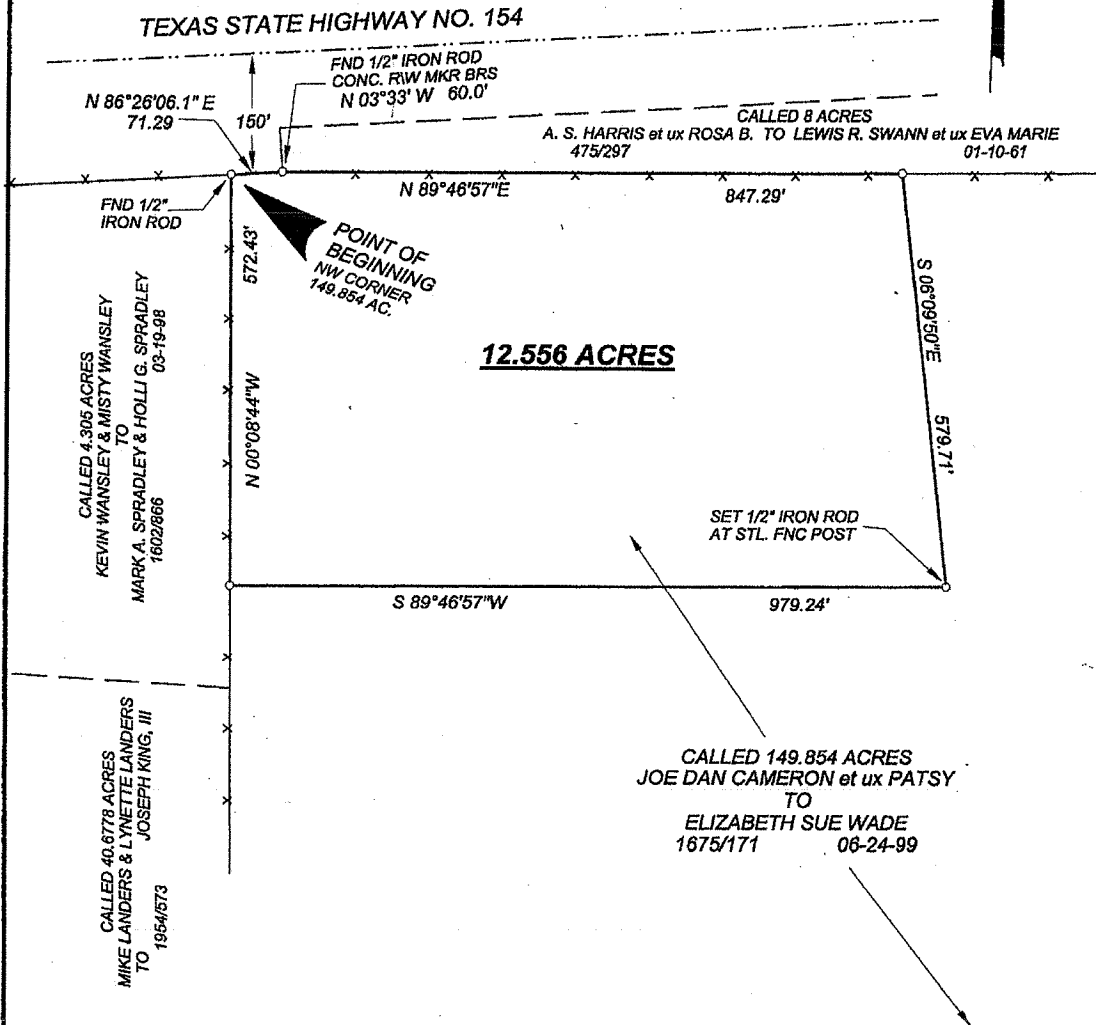 TEXAS STATE HIGHWAY NO. 154
FND 1/2" IRON ROD
CONC. R\W MKR BRS
N 03°33' W 60.0'
N 86°26'06.1" E
71.29
150'
CALLED 8 ACRES
A. S. HARRIS et ux ROSA B. TO LEWIS R. SWANN et ux EVA MARIE
475/297 01-10-61
N 89°46'57"E 847.29'
FND 1/2"
IRON ROD
POINT OF
BEGINNING
NW CORNER
149.854 AC.
572.43'
N 00°08'44"W
S 06°09'50"E
579.71'
12.556 ACRES
CALLED 4.305 ACRES
KEVIN WANSLEY & MISTY WANSLEY
TO
MARK A. SPRADLEY & HOLLI G. SPRADLEY
1602/866 03-19-98
SET 1/2" IRON ROD
AT STL. FNC POST
S 89°46'57"W 979.24'
CALLED 40.6778 ACRES
MIKE LANDERS & LYNETTE LANDERS
TO JOSEPH KING, III
1954/573
CALLED 149.854 ACRES
JOE DAN CAMERON et ux PATSY
TO
ELIZABETH SUE WADE
1675/171 06-24-99